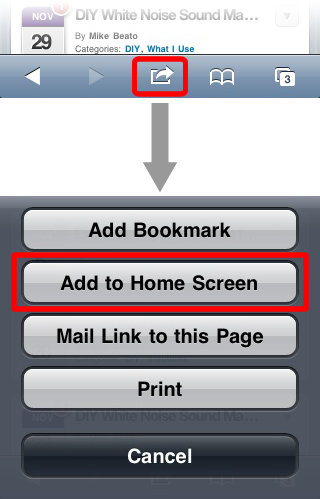 NOV
29
DIY White Noise Sound Ma...
By Mike Beato
Categories: DIY, What I Use
3
Add Bookmark
Add to Home Screen
Mail Link to this Page
Print
NOV
DIY White Noise Sound Ma...
Cancel